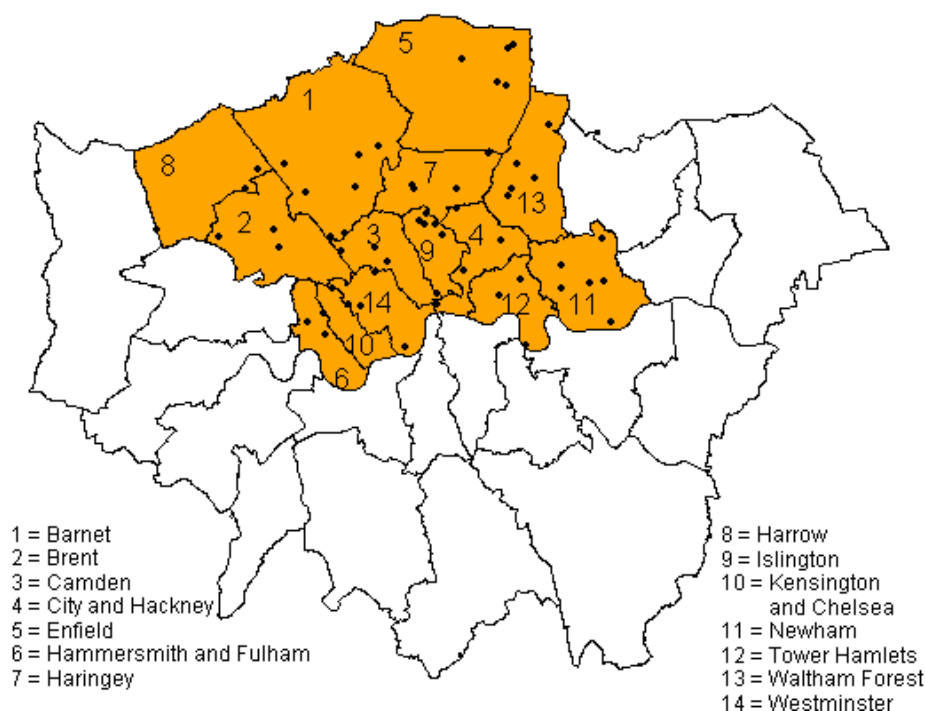 5
1
8
7
13
2
3
9
4
14
12
11
10
6
1 = Barnet
2 = Brent
3 = Camden
4 = City and Hackney
5 = Enfield
6 = Hammersmith and Fulham
7 = Haringey
8 = Harrow
9 = Islington
10 = Kensington
and Chelsea
11 = Newham
12 = Tower Hamlets
13 = Waltham Forest
14 = Westminster